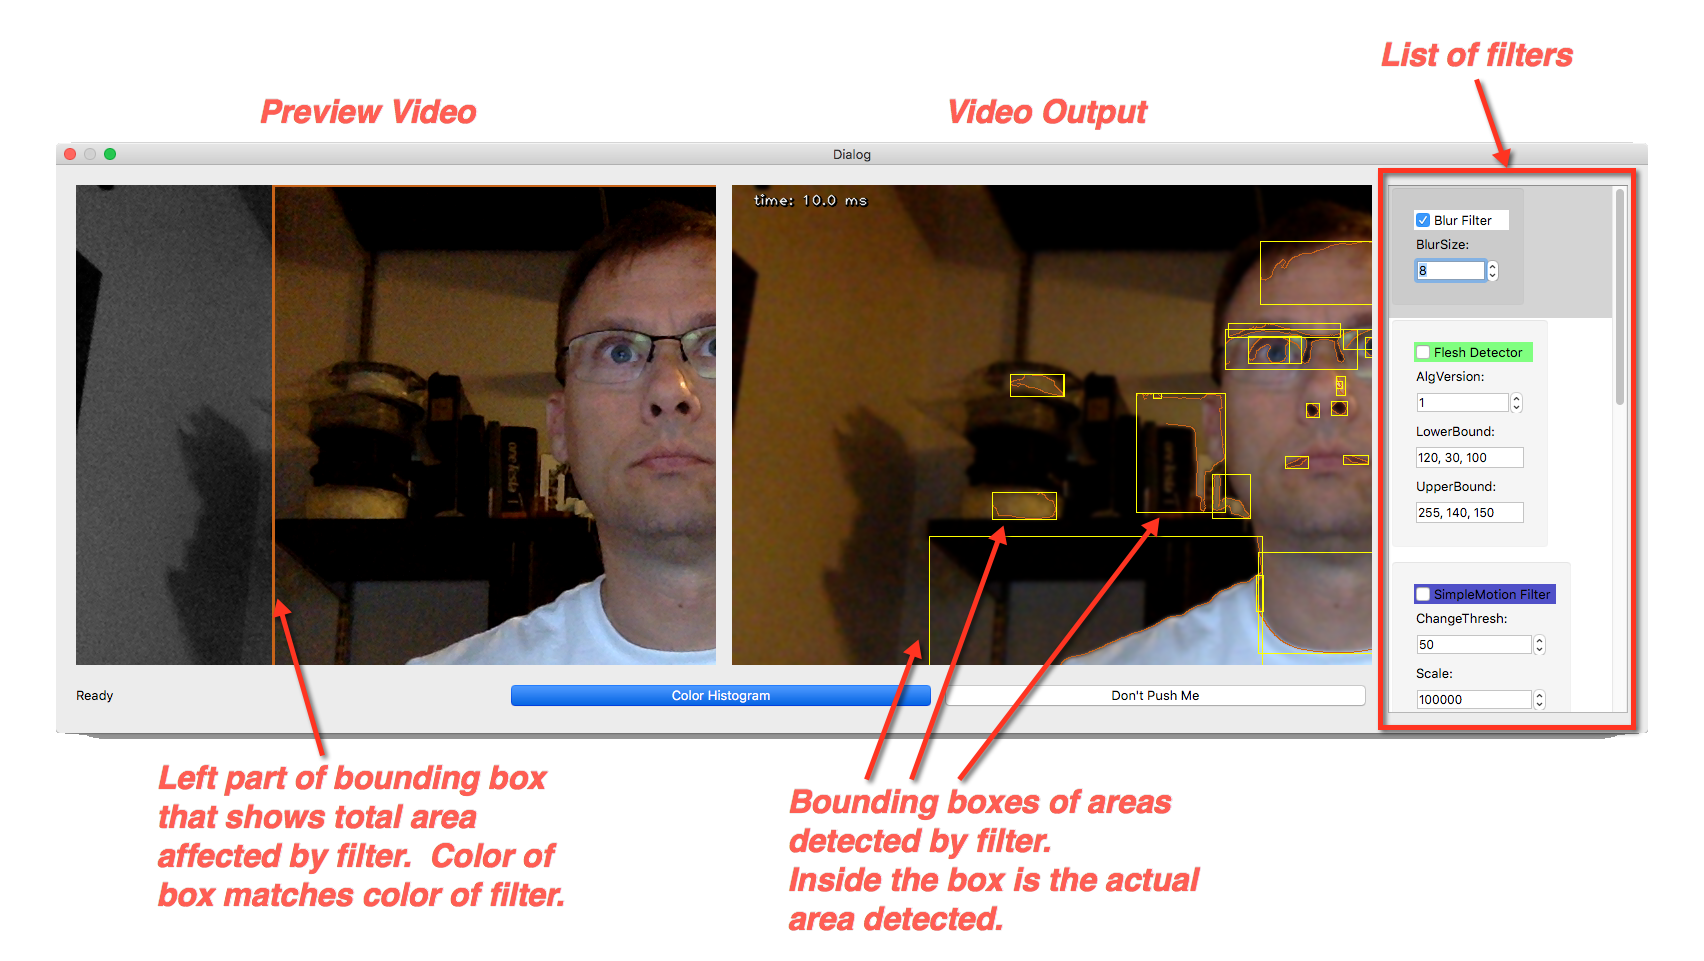 List of filters
Preview Video
Video Output
Dialog
time: 10.0 ms
Blur Filter
BlurSize:
8
Flesh Detector
AlgVersion:
1
LowerBound:
120, 30, 100
UpperBound:
255, 140, 150
SimpleMotion Filter
ChangeThresh:
50
Scale:
100000
Ready
Color Histogram
Don't Push Me
Left part of bounding box
that shows total area
affected by filter. Color of
box matches color of filter.
Bounding boxes of areas
detected by filter.
Inside the box is the actual
area detected.